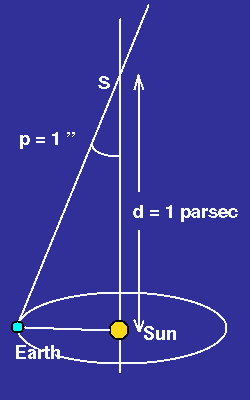 S
p = 1 ”
d = 1 parsec
Sun
Earth